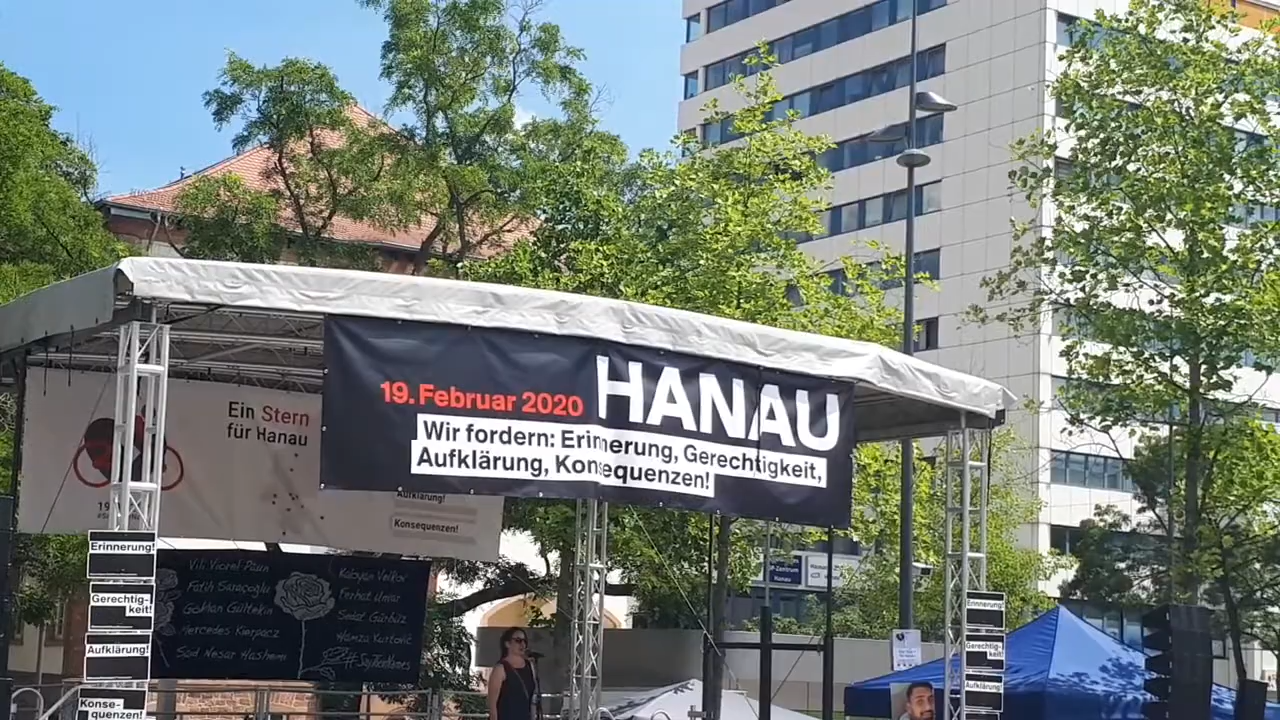 19. Februar 2020 HANAU
Wir fordern: Erinnerung, Gerechtigkeit,
Aufklärung, Konsequenzen!
Ein Stern
für Hanau
19
Aufklärung!
Konsequenzen!
Erinnerung!
Gerechtig-
keit!
Aufklärung!
Konse-
quenzen!
Vili Viorel Păun
Fatih Saraçoğlu
Gökhan Gültekin
Mercedes Kierpacz
Said Nesar Hashemi
Kaloyan Velkov
Ferhat Unvar
Sedat Gürbüz
Hamza Kurtović
#SayTheirNames
Hanau
Erinnerung!
Gerechtig-
keit!
Aufklärung!